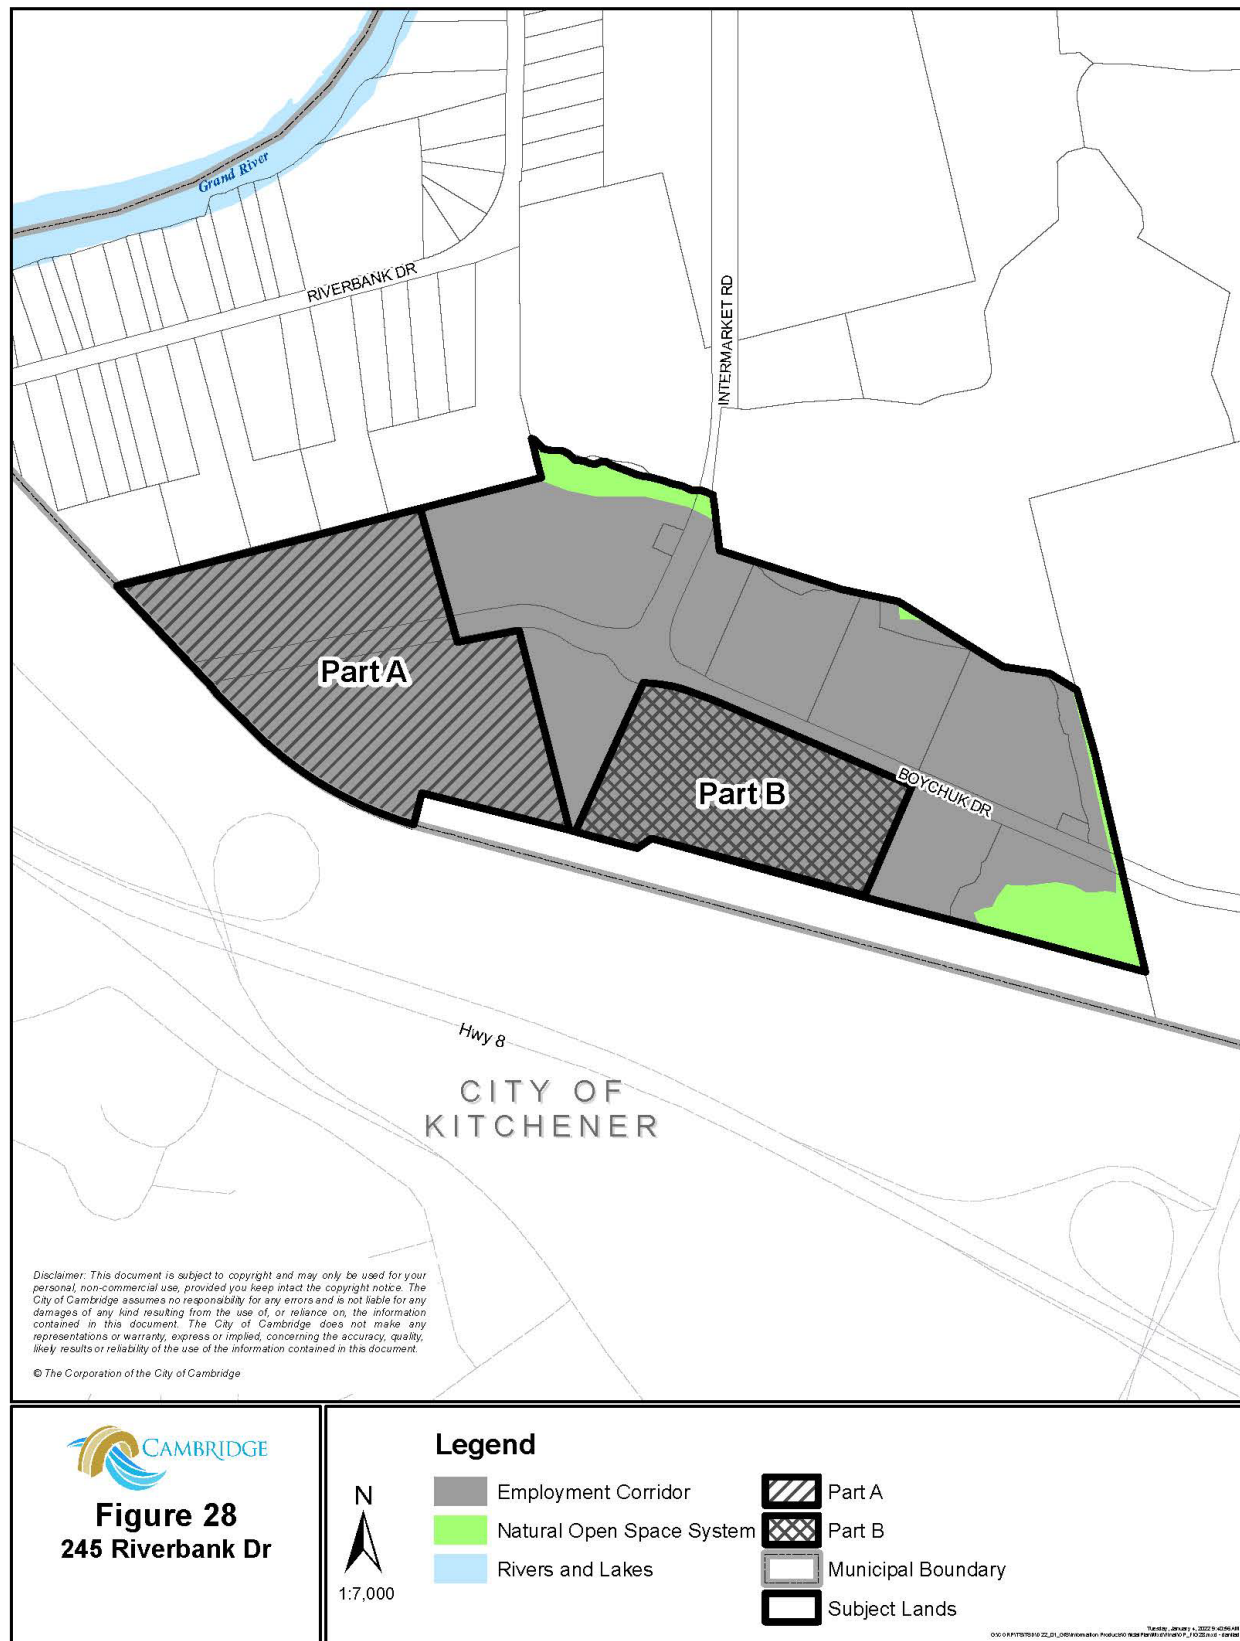 Grand River
RIVERBANK DR
INTERMARKET RD
Part A
Part B
BOYCHUK DR
Hwy 8
CITY OF
KITCHENER
Disclaimer: This document is subject to copyright and may only be used for your
personal, non-commercial use, provided you keep intact the copyright notice. The
City of Cambridge assumes no responsibility for any errors and is not liable for any
damages of any kind resulting from the use of, or reliance on, the information
contained in this document. The City of Cambridge does not make any
representations or warranty, express or implied, concerning the accuracy, quality,
likely results or reliability of the use of the information contained in this document.
© The Corporation of the City of Cambridge
CAMBRIDGE
Figure 28
245 Riverbank Dr
N
1:7,000
Legend
Employment Corridor
Natural Open Space System
Rivers and Lakes
Part A
Part B
Municipal Boundary
Subject Lands
Tuesday, January 4, 2022